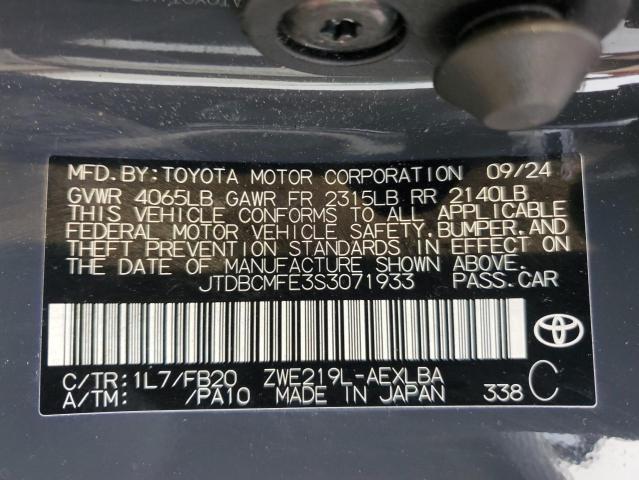 MFD.BY:TOYOTA MOTOR CORPORATION 09/24
GVWR 4065LB GAWR FR 2315LB RR 2140LB
THIS VEHICLE CONFORMS TO ALL APPLICABLE
FEDERAL MOTOR VEHICLE SAFETY,BUMPER,AND
THEFT PREVENTION STANDARDS IN EFFECT ON
THE DATE OF MANUFACTURE SHOWN ABOVE.
JTDBCMFE3S3071933 PASS.CAR
C/TR:1L7/FB20 ZWE219L-AEXLBA
A/TM: /PA10 MADE IN JAPAN 338 C